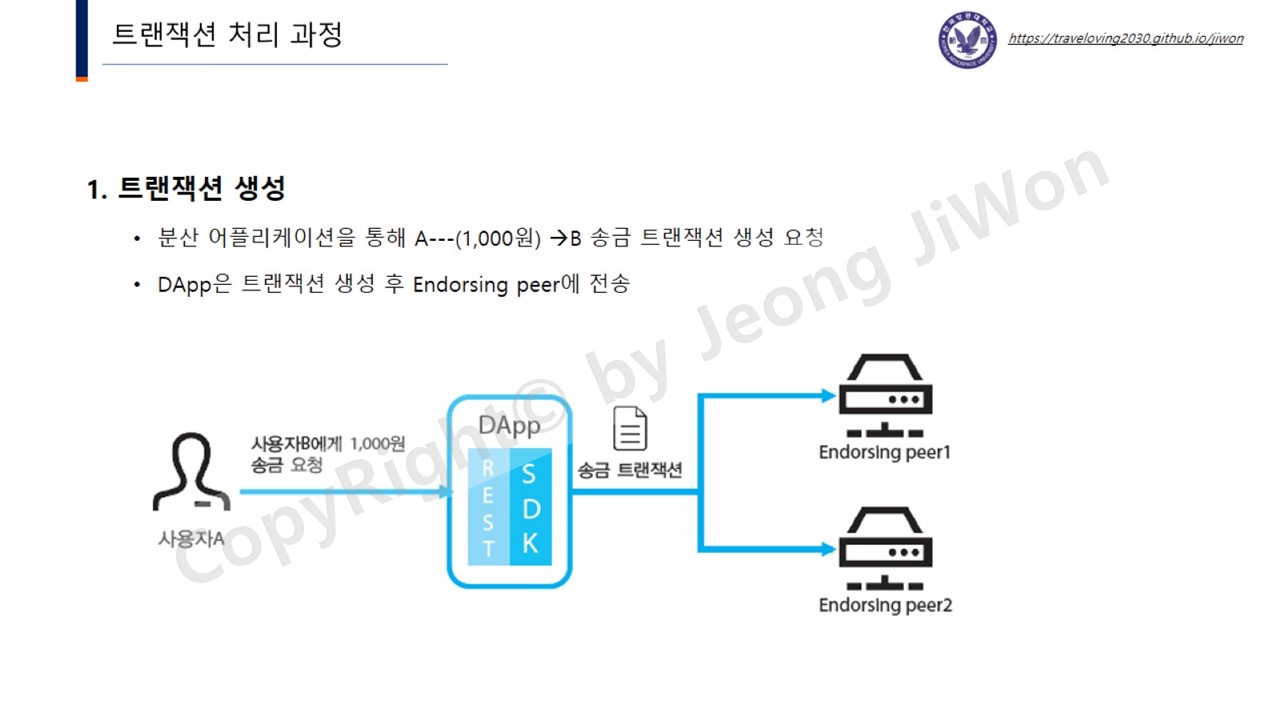 트랜잭션 처리 과정
https://traveloving2030.github.io/jiwon
1. 트랜잭션 생성
• 분산 어플리케이션을 통해 A---(1,000원) →B 송금 트랜잭션 생성 요청
• DApp은 트랜잭션 생성 후 Endorsing peer에 전송
CopyRight© by Jeong JiWon
사용자B에게 1,000원
송금 요청
사용자A
DApp
REST
SDK
송금 트랜잭션
Endorsing peer1
Endorsing peer2